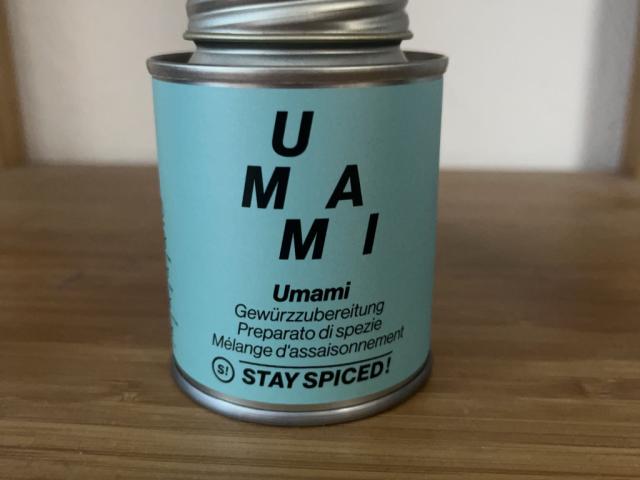 U
M A
M I
Umami
Gewürzzubereitung
Preparato di spezie
Mélange d'assaisonnement
S! STAY SPICED!